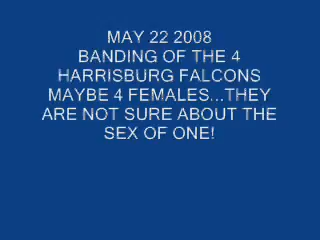 MAY 22 2008
BANDING OF THE 4
HARRISBURG FALCONS
MAYBE 4 FEMALES...THEY
ARE NOT SURE ABOUT THE
SEX OF ONE!